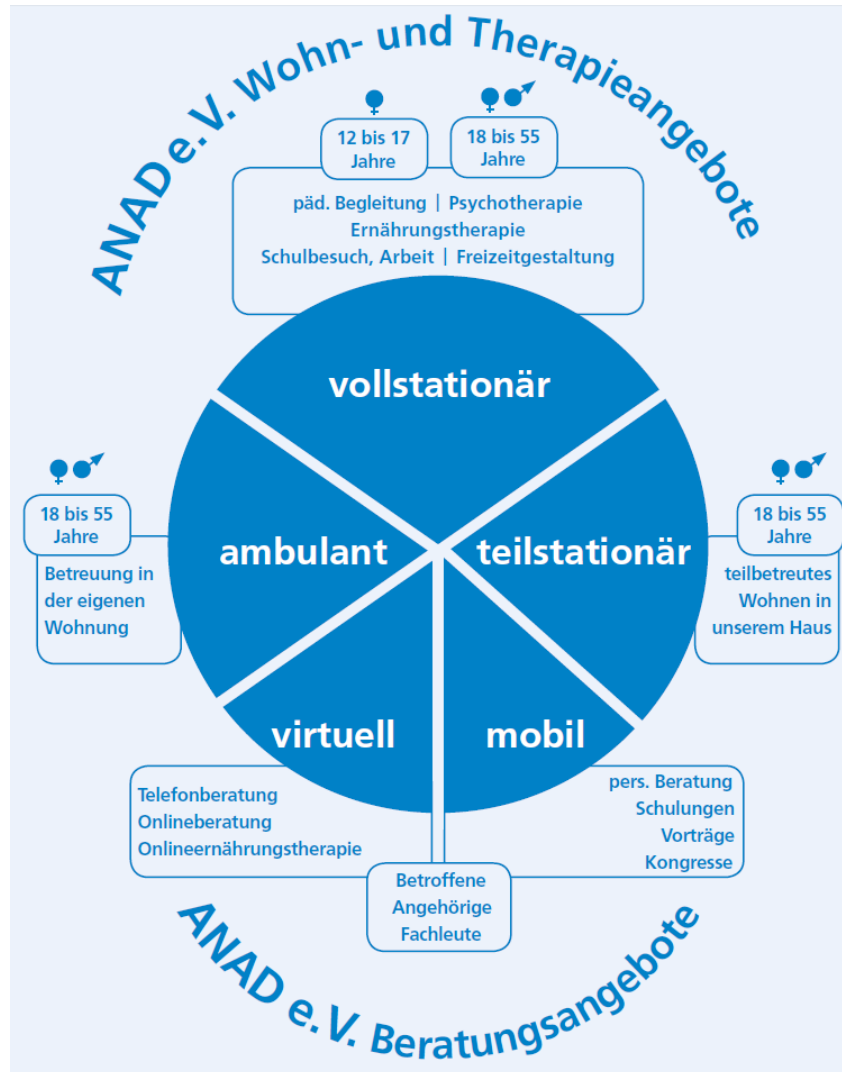 ANAD e.V. Wohn- und Therapieangebote
12 bis 17
Jahre
18 bis 55
Jahre
päd. Begleitung | Psychotherapie
Ernährungstherapie
Schulbesuch, Arbeit | Freizeitgestaltung
vollstationär
18 bis 55
Jahre
Betreuung in
der eigenen
Wohnung
ambulant
teilstationär
18 bis 55
Jahre
teilbetreutes
Wohnen in
unserem Haus
virtuell
mobil
Telefonberatung
Onlineberatung
Onlineernährungstherapie
pers. Beratung
Schulungen
Vorträge
Kongresse
Betroffene
Angehörige
Fachleute
ANAD e.V. Beratungsangebote